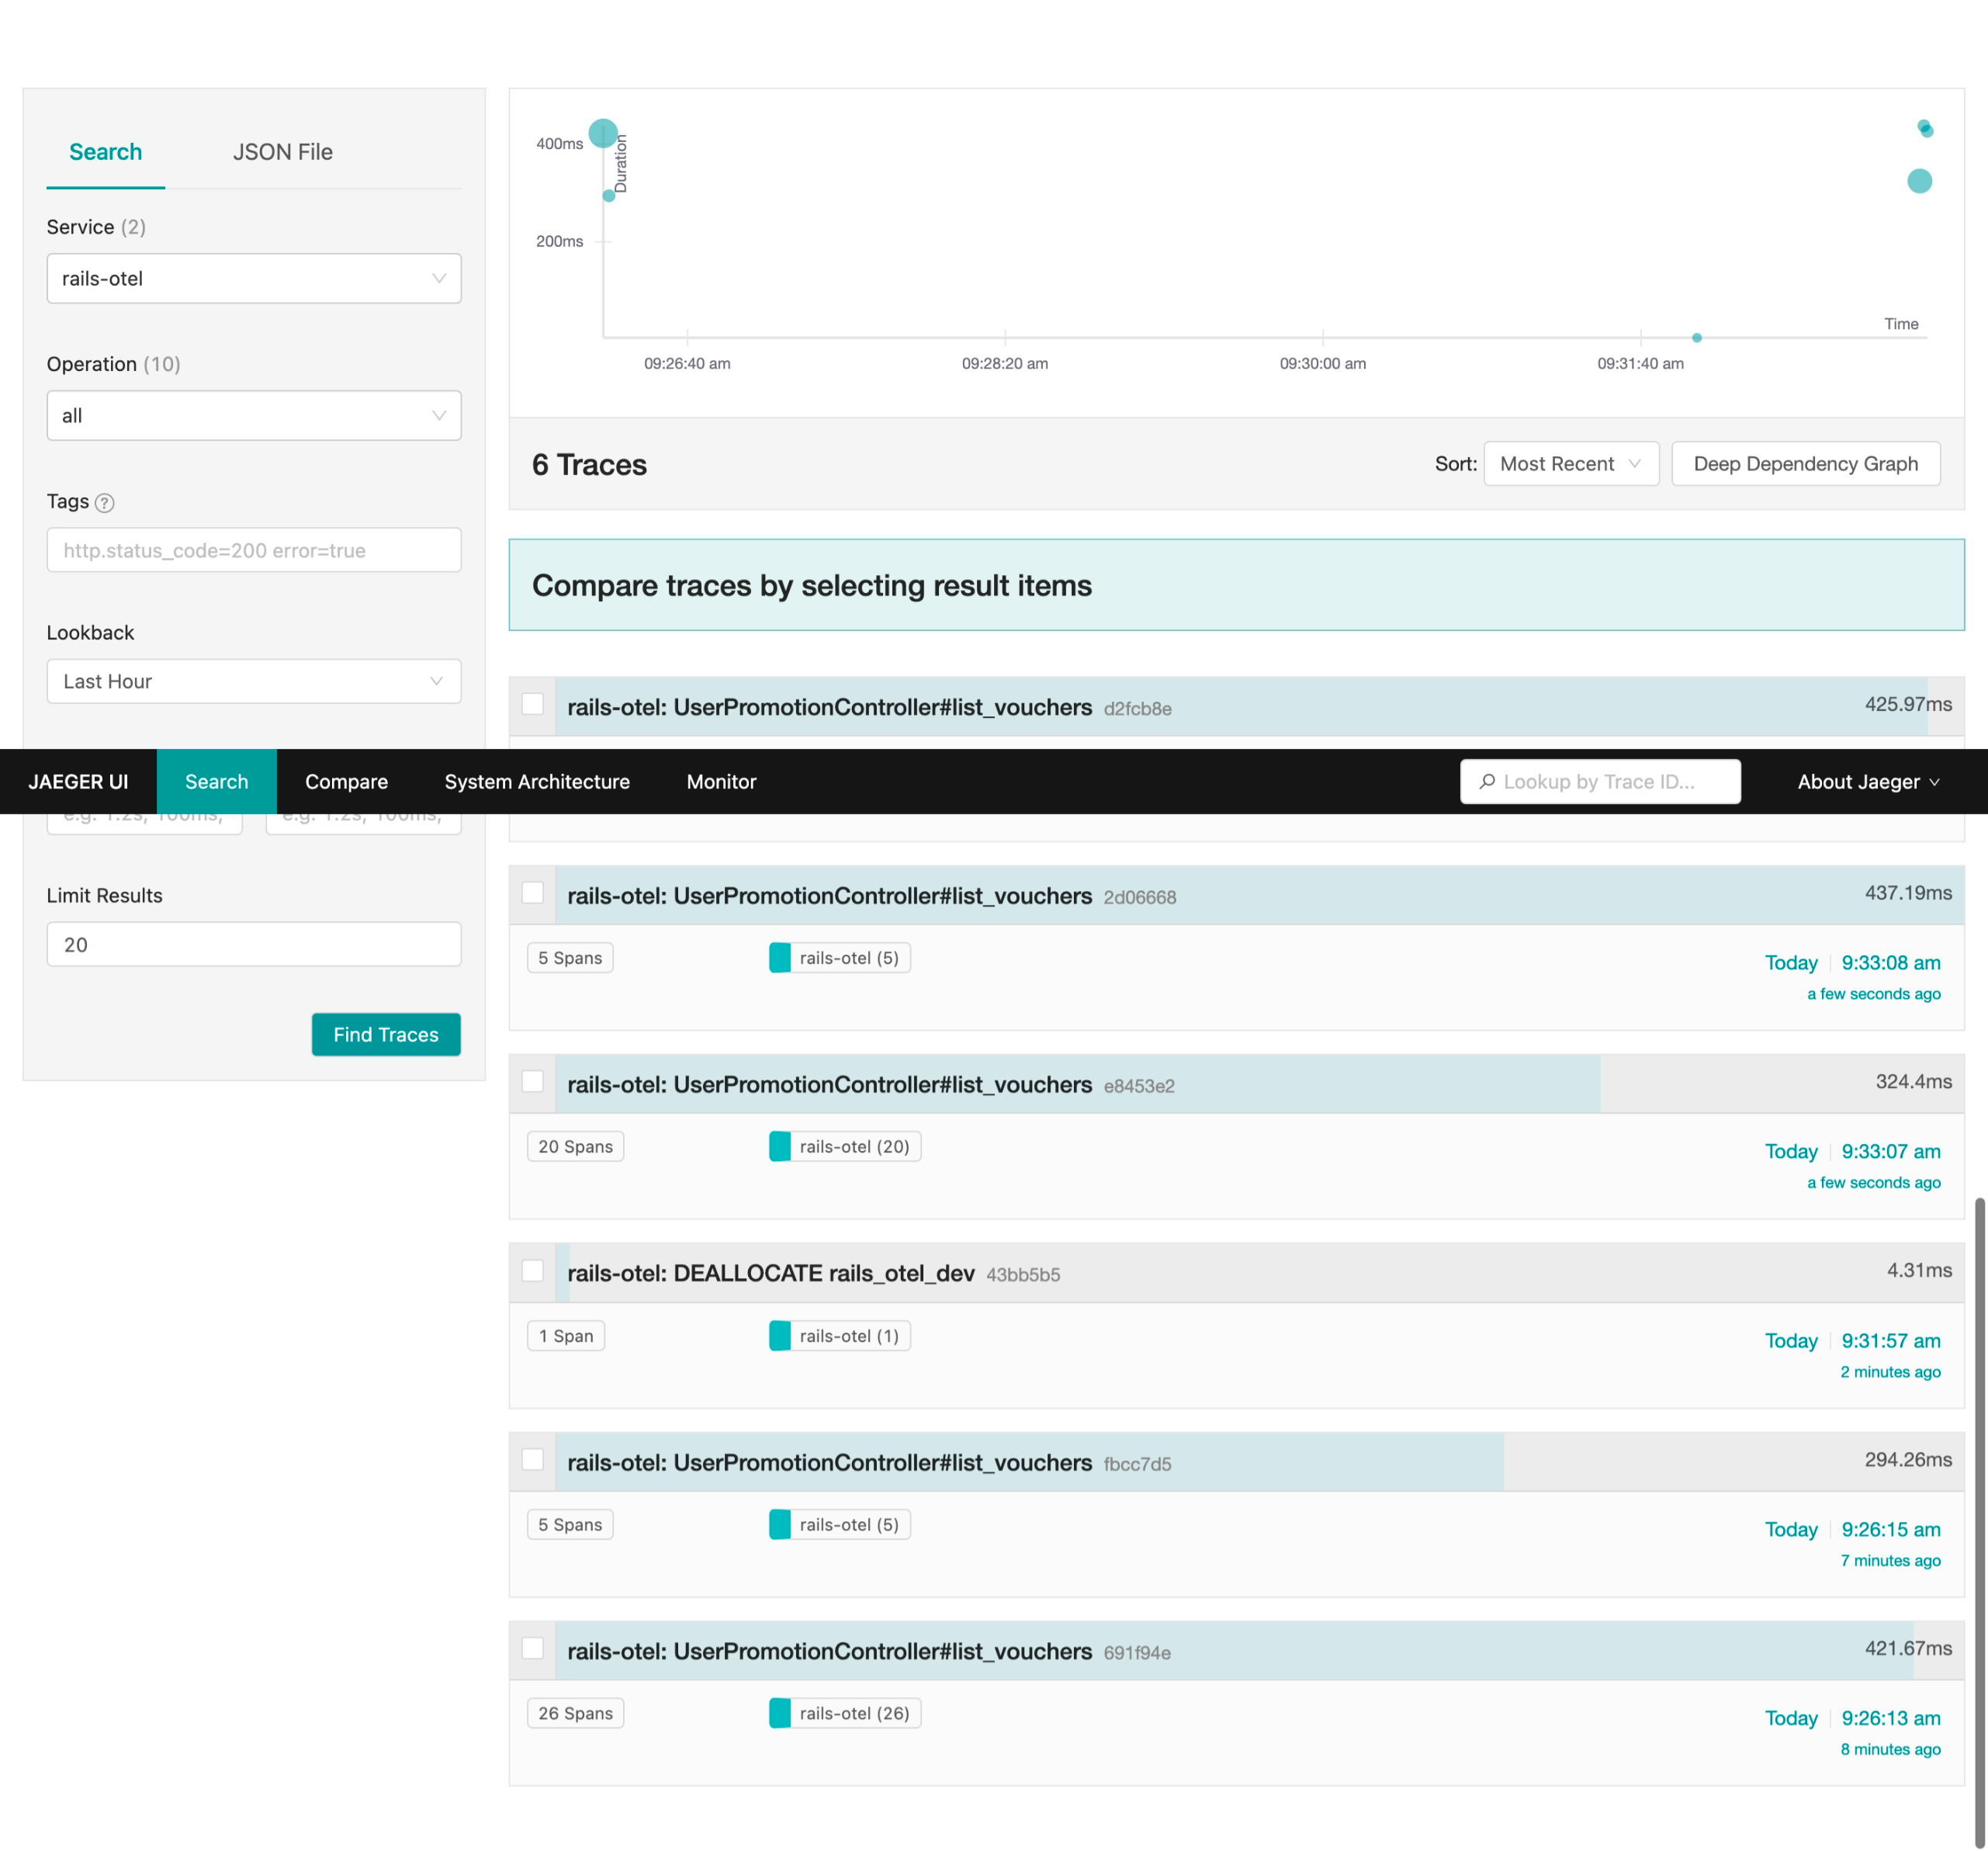 Search
JSON File
Service (2)
rails-otel
Operation (10)
all
Tags ?
http.status_code=200 error=true
Lookback
Last Hour
JAEGER UI
Search
Compare
System Architecture
Monitor
Lookup by Trace ID...
About Jaeger
e.g. 1.2s, 100ms,
e.g. 1.2s, 100ms,
Limit Results
20
Find Traces
400ms
200ms
Duration
Time
09:26:40 am
09:28:20 am
09:30:00 am
09:31:40 am
6 Traces
Sort: Most Recent
Deep Dependency Graph
Compare traces by selecting result items
rails-otel: UserPromotionController#list_vouchers d2fcb8e 425.97ms
rails-otel: UserPromotionController#list_vouchers 2d06668 437.19ms
5 Spans
rails-otel (5)
Today 9:33:08 am
a few seconds ago
rails-otel: UserPromotionController#list_vouchers e8453e2 324.4ms
20 Spans
rails-otel (20)
Today 9:33:07 am
a few seconds ago
rails-otel: DEALLOCATE rails_otel_dev 43bb5b5 4.31ms
1 Span
rails-otel (1)
Today 9:31:57 am
2 minutes ago
rails-otel: UserPromotionController#list_vouchers fbcc7d5 294.26ms
5 Spans
rails-otel (5)
Today 9:26:15 am
7 minutes ago
rails-otel: UserPromotionController#list_vouchers 691f94e 421.67ms
26 Spans
rails-otel (26)
Today 9:26:13 am
8 minutes ago